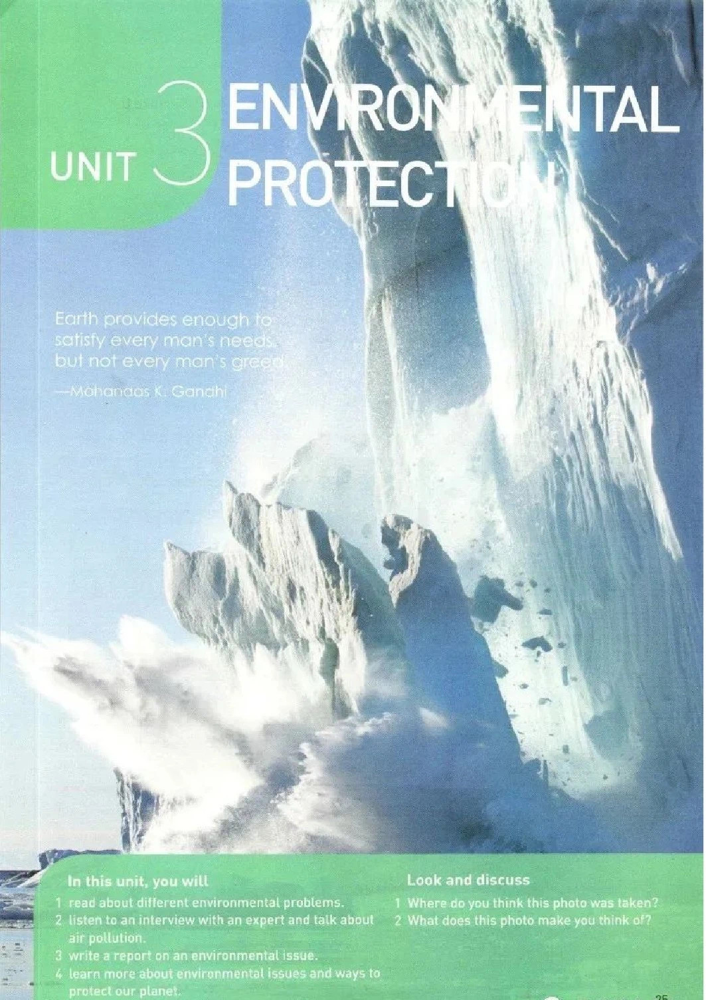 UNIT 3
ENVIRONMENTAL
PROTECTION
Earth provides enough to
satisfy every man's needs,
but not every man's greed.
—Mohandas K. Gandhi
In this unit, you will
1 read about different environmental problems.
2 listen to an interview with an expert and talk about
air pollution.
3 write a report on an environmental issue.
4 learn more about environmental issues and ways to
protect our planet.
Look and discuss
1 Where do you think this photo was taken?
2 What does this photo make you think of?
25